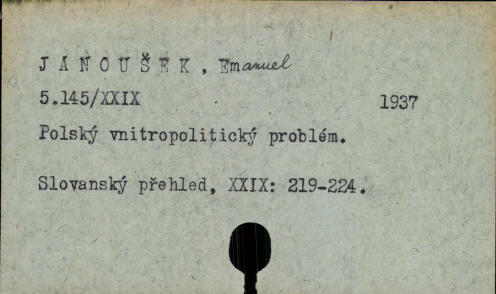 JANOUŠEK, Emanuel
5.145/XXIX 1937
Polský vnitropolitický problém.
Slovanský přehled, XXIX: 219-224.